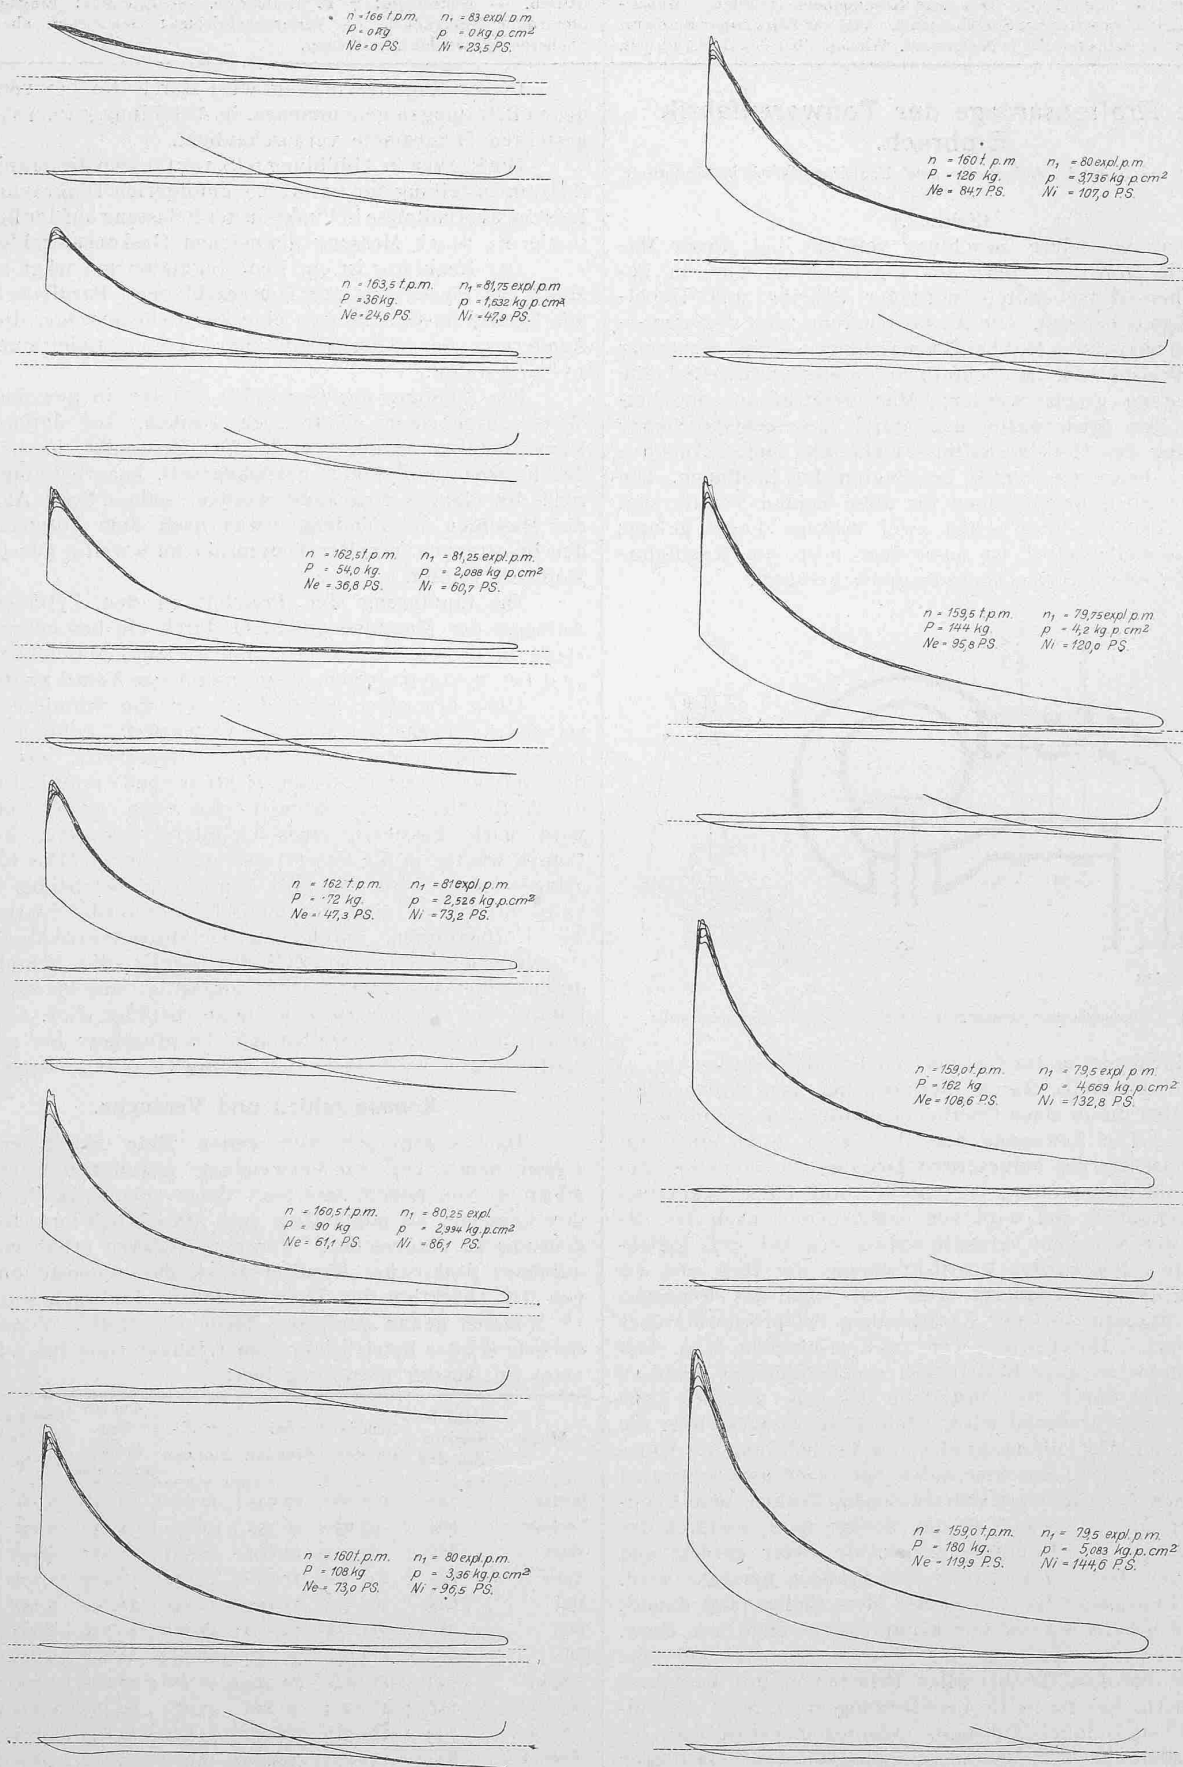 n = 166 t.p.m. n₁ = 83 expl.p.m
P = 0 kg p = 0 kg.p.cm²
Ne = 0 PS. Ni = 23,5 PS.
n = 163,5 t.p.m. n₁ = 81,75 expl.p.m
P = 36 kg. p = 1,632 kg p.cm²
Ne = 24,6 PS. Ni = 47,9 PS.
n = 162,5 t.p.m. n₁ = 81,25 expl.p.m.
P = 54,0 kg. p = 2,088 kg p.cm²
Ne = 36,8 PS. Ni = 60,7 PS.
n = 162 t.p.m. n₁ = 81 expl.p.m
P = 72 kg. p = 2,526 kg.p.cm²
Ne = 47,3 PS. Ni = 73,2 PS.
n = 160,5 t.p.m. n₁ = 80,25 expl.
P = 90 kg p = 2,994 kg.p.cm²
Ne = 61,1 PS. Ni = 86,1 PS.
n = 160 t.p.m. n₁ = 80 expl.p.m.
P = 108 kg p = 3,36 kg.p.cm²
Ne = 73,0 PS. Ni = 96,5 PS.
n = 160 t.p.m n₁ = 80 expl.p.m.
P = 126 kg. p = 3,736 kg.p.cm²
Ne = 84,7 PS. Ni = 107,0 PS.
n = 159,5 t.p.m. n₁ = 79,75 expl.p.m
P = 144 kg. p = 4,2 kg.p.cm²
Ne = 95,8 PS. Ni = 120,0 PS.
n = 159,0 t.p.m. n₁ = 79,5 expl.p.m.
P = 162 kg p = 4,669 kg.p.cm²
Ne = 108,6 PS. Ni = 132,8 PS.
n = 159,0 t.p.m. n₁ = 79,5 expl.p.m.
P = 180 kg. p = 5,083 kg.p.cm²
Ne = 119,9 PS. Ni = 144,6 PS.